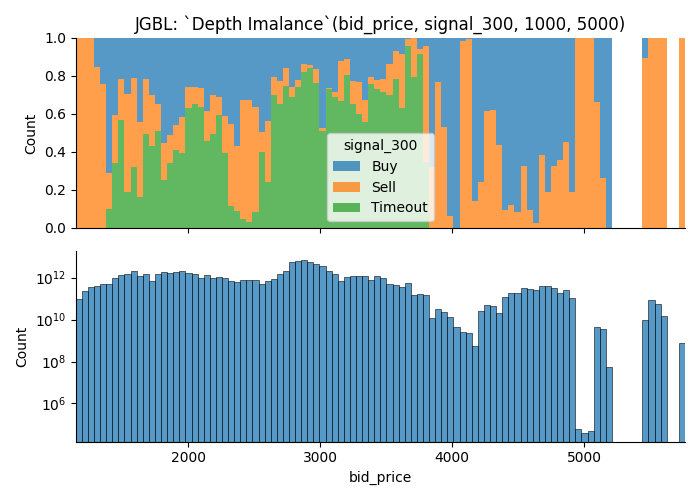 JGBL: `Depth Imalance`(bid_price, signal_300, 1000, 5000)
1.0
0.8
0.6
0.4
0.2
0.0
Count
signal_300
Buy
Sell
Timeout
10¹²
10¹⁰
10⁸
10⁶
Count
2000 3000 4000 5000
bid_price